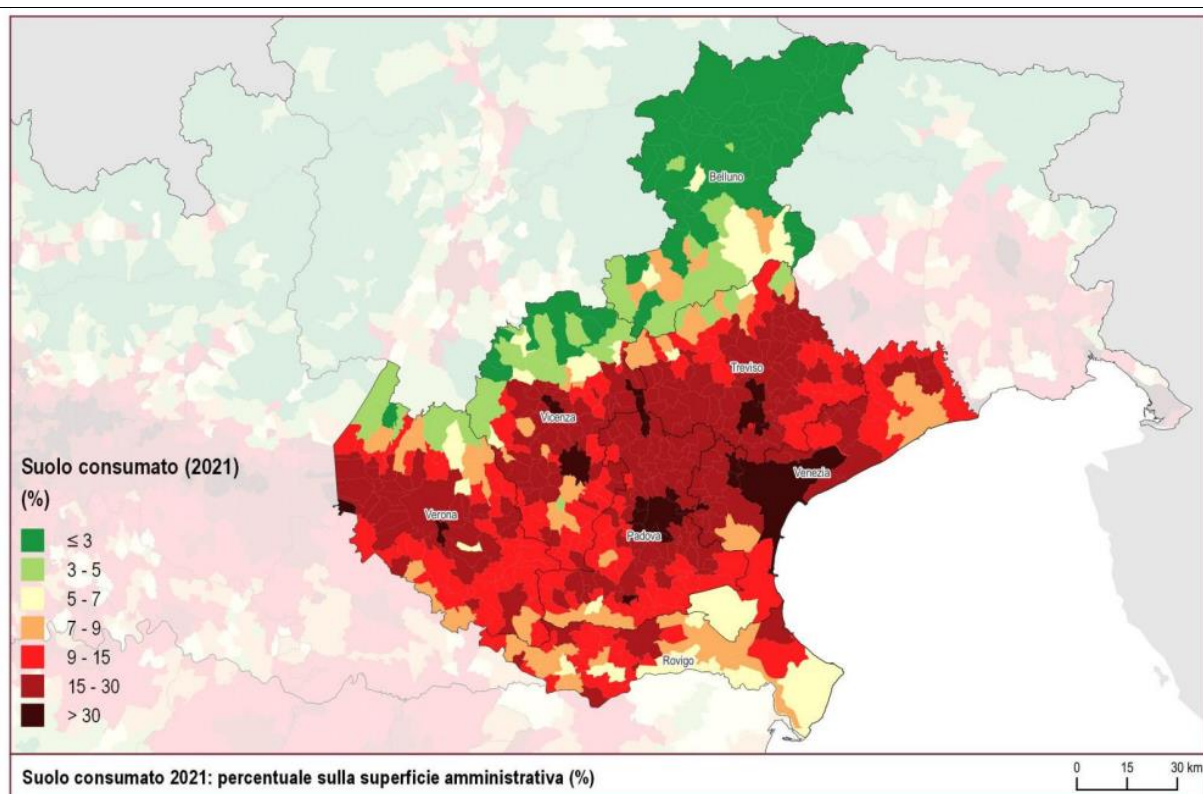 Belluno
Treviso
Vicenza
Venezia
Verona
Padova
Rovigo
Suolo consumato (2021)
(%)
≤ 3
3 - 5
5 - 7
7 - 9
9 - 15
15 - 30
> 30
Suolo consumato 2021: percentuale sulla superficie amministrativa (%)
0 15 30 km